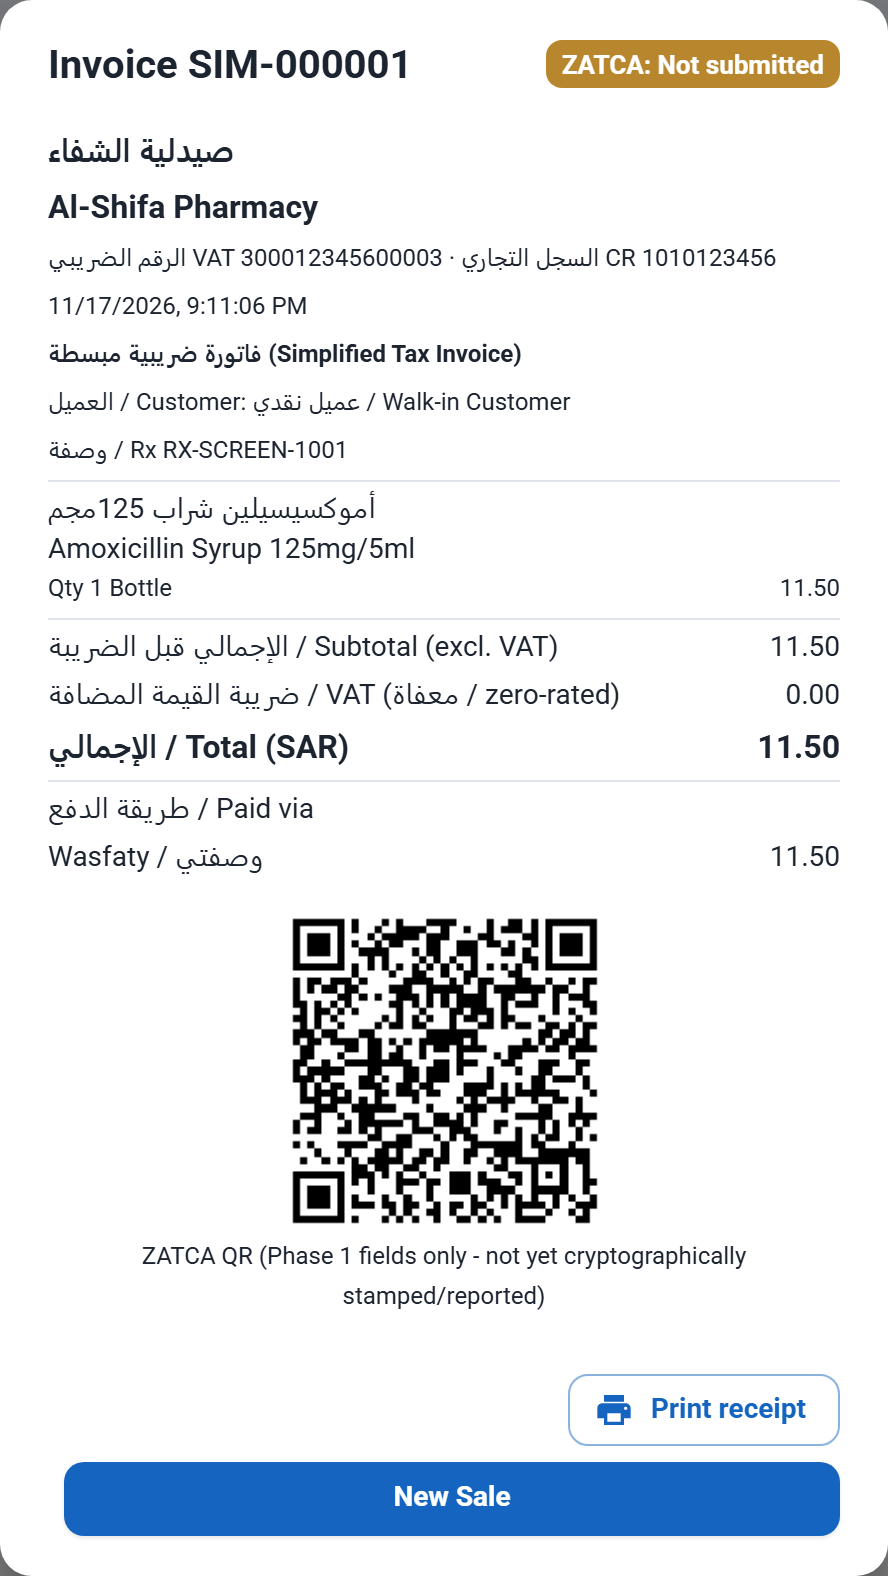 Invoice SIM-000001
ZATCA: Not submitted
صيدلية الشفاء
Al-Shifa Pharmacy
الرقم الضريبي VAT 300012345600003 · السجل التجاري CR 1010123456
11/17/2026, 9:11:06 PM
فاتورة ضريبية مبسطة (Simplified Tax Invoice)
العميل / Customer: عميل نقدي / Walk-in Customer
وصفة / Rx RX-SCREEN-1001
أموكسيسيلين شراب 125مجم
Amoxicillin Syrup 125mg/5ml
Qty 1 Bottle 11.50
الإجمالي قبل الضريبة / Subtotal (excl. VAT) 11.50
ضريبة القيمة المضافة / VAT (معفاة / zero-rated) 0.00
الإجمالي / Total (SAR) 11.50
طريقة الدفع / Paid via
Wasfaty / وصفتي 11.50
ZATCA QR (Phase 1 fields only - not yet cryptographically
stamped/reported)
Print receipt
New Sale